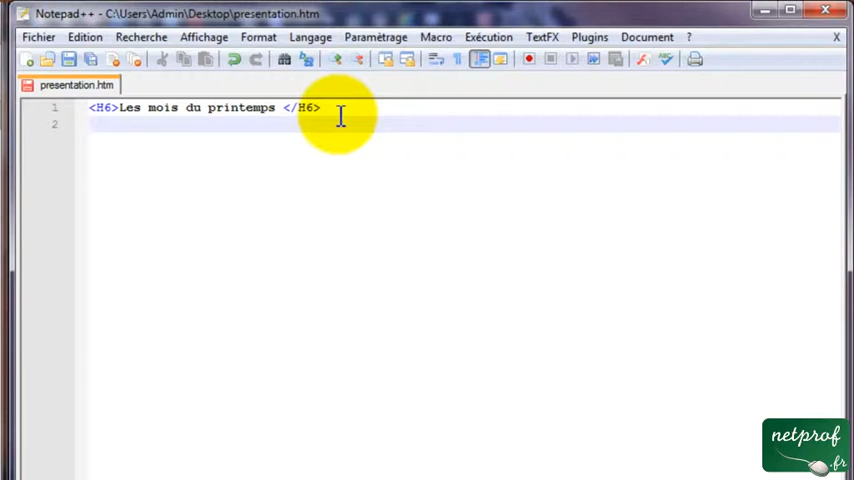 Notepad++ - C:\Users\Admin\Desktop\presentation.htm
Fichier Edition Recherche Affichage Format Langage Paramètrage Macro Exécution TextFX Plugins Document ? X
presentation.htm
1 <H6>Les mois du printemps </H6>
2
netprof
.fr